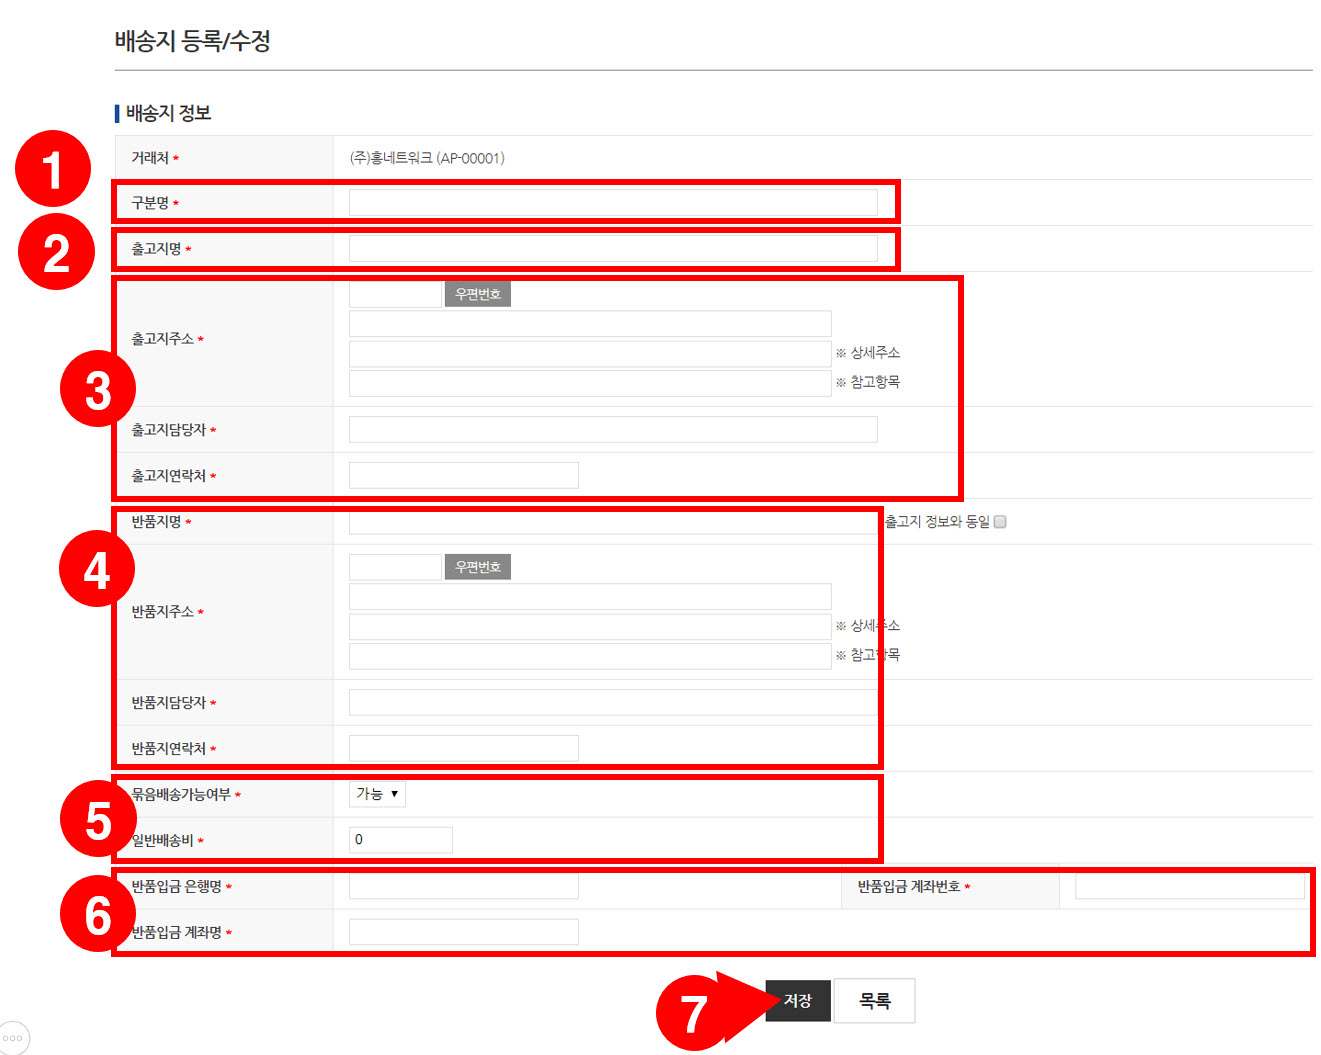 배송지 등록/수정
배송지 정보
1
거래처 *
(주)홍네트워크 (AP-00001)
구분명 *
2
출고지명 *
우편번호
출고지주소 *
※ 상세주소
※ 참고항목
3
출고지담당자 *
출고지연락처 *
반품지명 *
출고지 정보와 동일
4
우편번호
반품지주소 *
※ 상세주소
※ 참고항목
반품지담당자 *
반품지연락처 *
5
묶음배송가능여부 *
가능 ▼
일반배송비 *
0
6
반품입금 은행명 *
반품입금 계좌번호 *
반품입금 계좌명 *
7
저장
목록